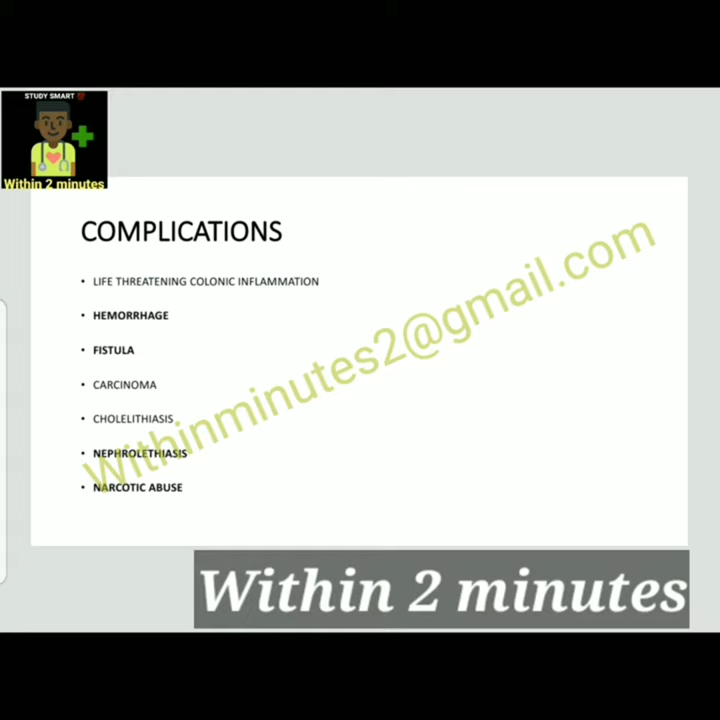 STUDY SMART
Within 2 minutes
COMPLICATIONS
• LIFE THREATENING COLONIC INFLAMMATION
• HEMORRHAGE
• FISTULA
• CARCINOMA
• CHOLELITHIASIS
• NEPHROLETHIASIS
• NARCOTIC ABUSE
Withinminutes2@gmail.com
Within 2 minutes